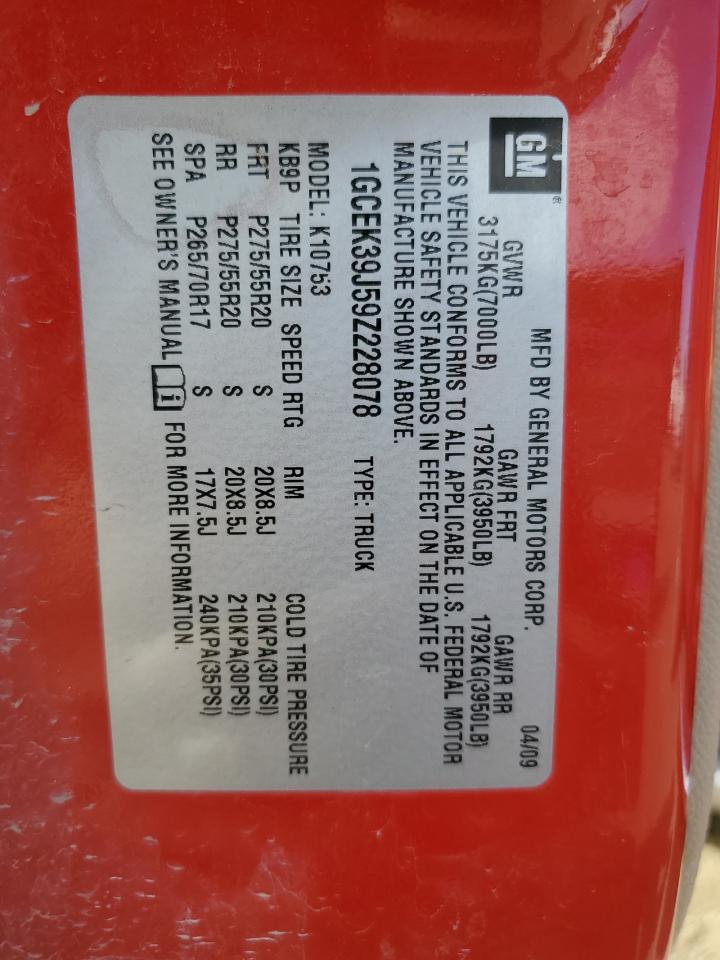 GM®
MFD BY GENERAL MOTORS CORP. 04/09
GVWR GAWR FRT GAWR RR
3175KG(7000LB) 1792KG(3950LB) 1792KG(3950LB)
THIS VEHICLE CONFORMS TO ALL APPLICABLE U.S. FEDERAL MOTOR
VEHICLE SAFETY STANDARDS IN EFFECT ON THE DATE OF
MANUFACTURE SHOWN ABOVE.
1GCEK39J59Z228078 TYPE: TRUCK
MODEL: K10753
KB9P TIRE SIZE SPEED RTG RIM COLD TIRE PRESSURE
FRT P275/55R20 S 20X8.5J 210KPA(30PSI)
RR P275/55R20 S 20X8.5J 210KPA(30PSI)
SPA P265/70R17 S 17X7.5J 240KPA(35PSI)
SEE OWNER'S MANUAL i FOR MORE INFORMATION.